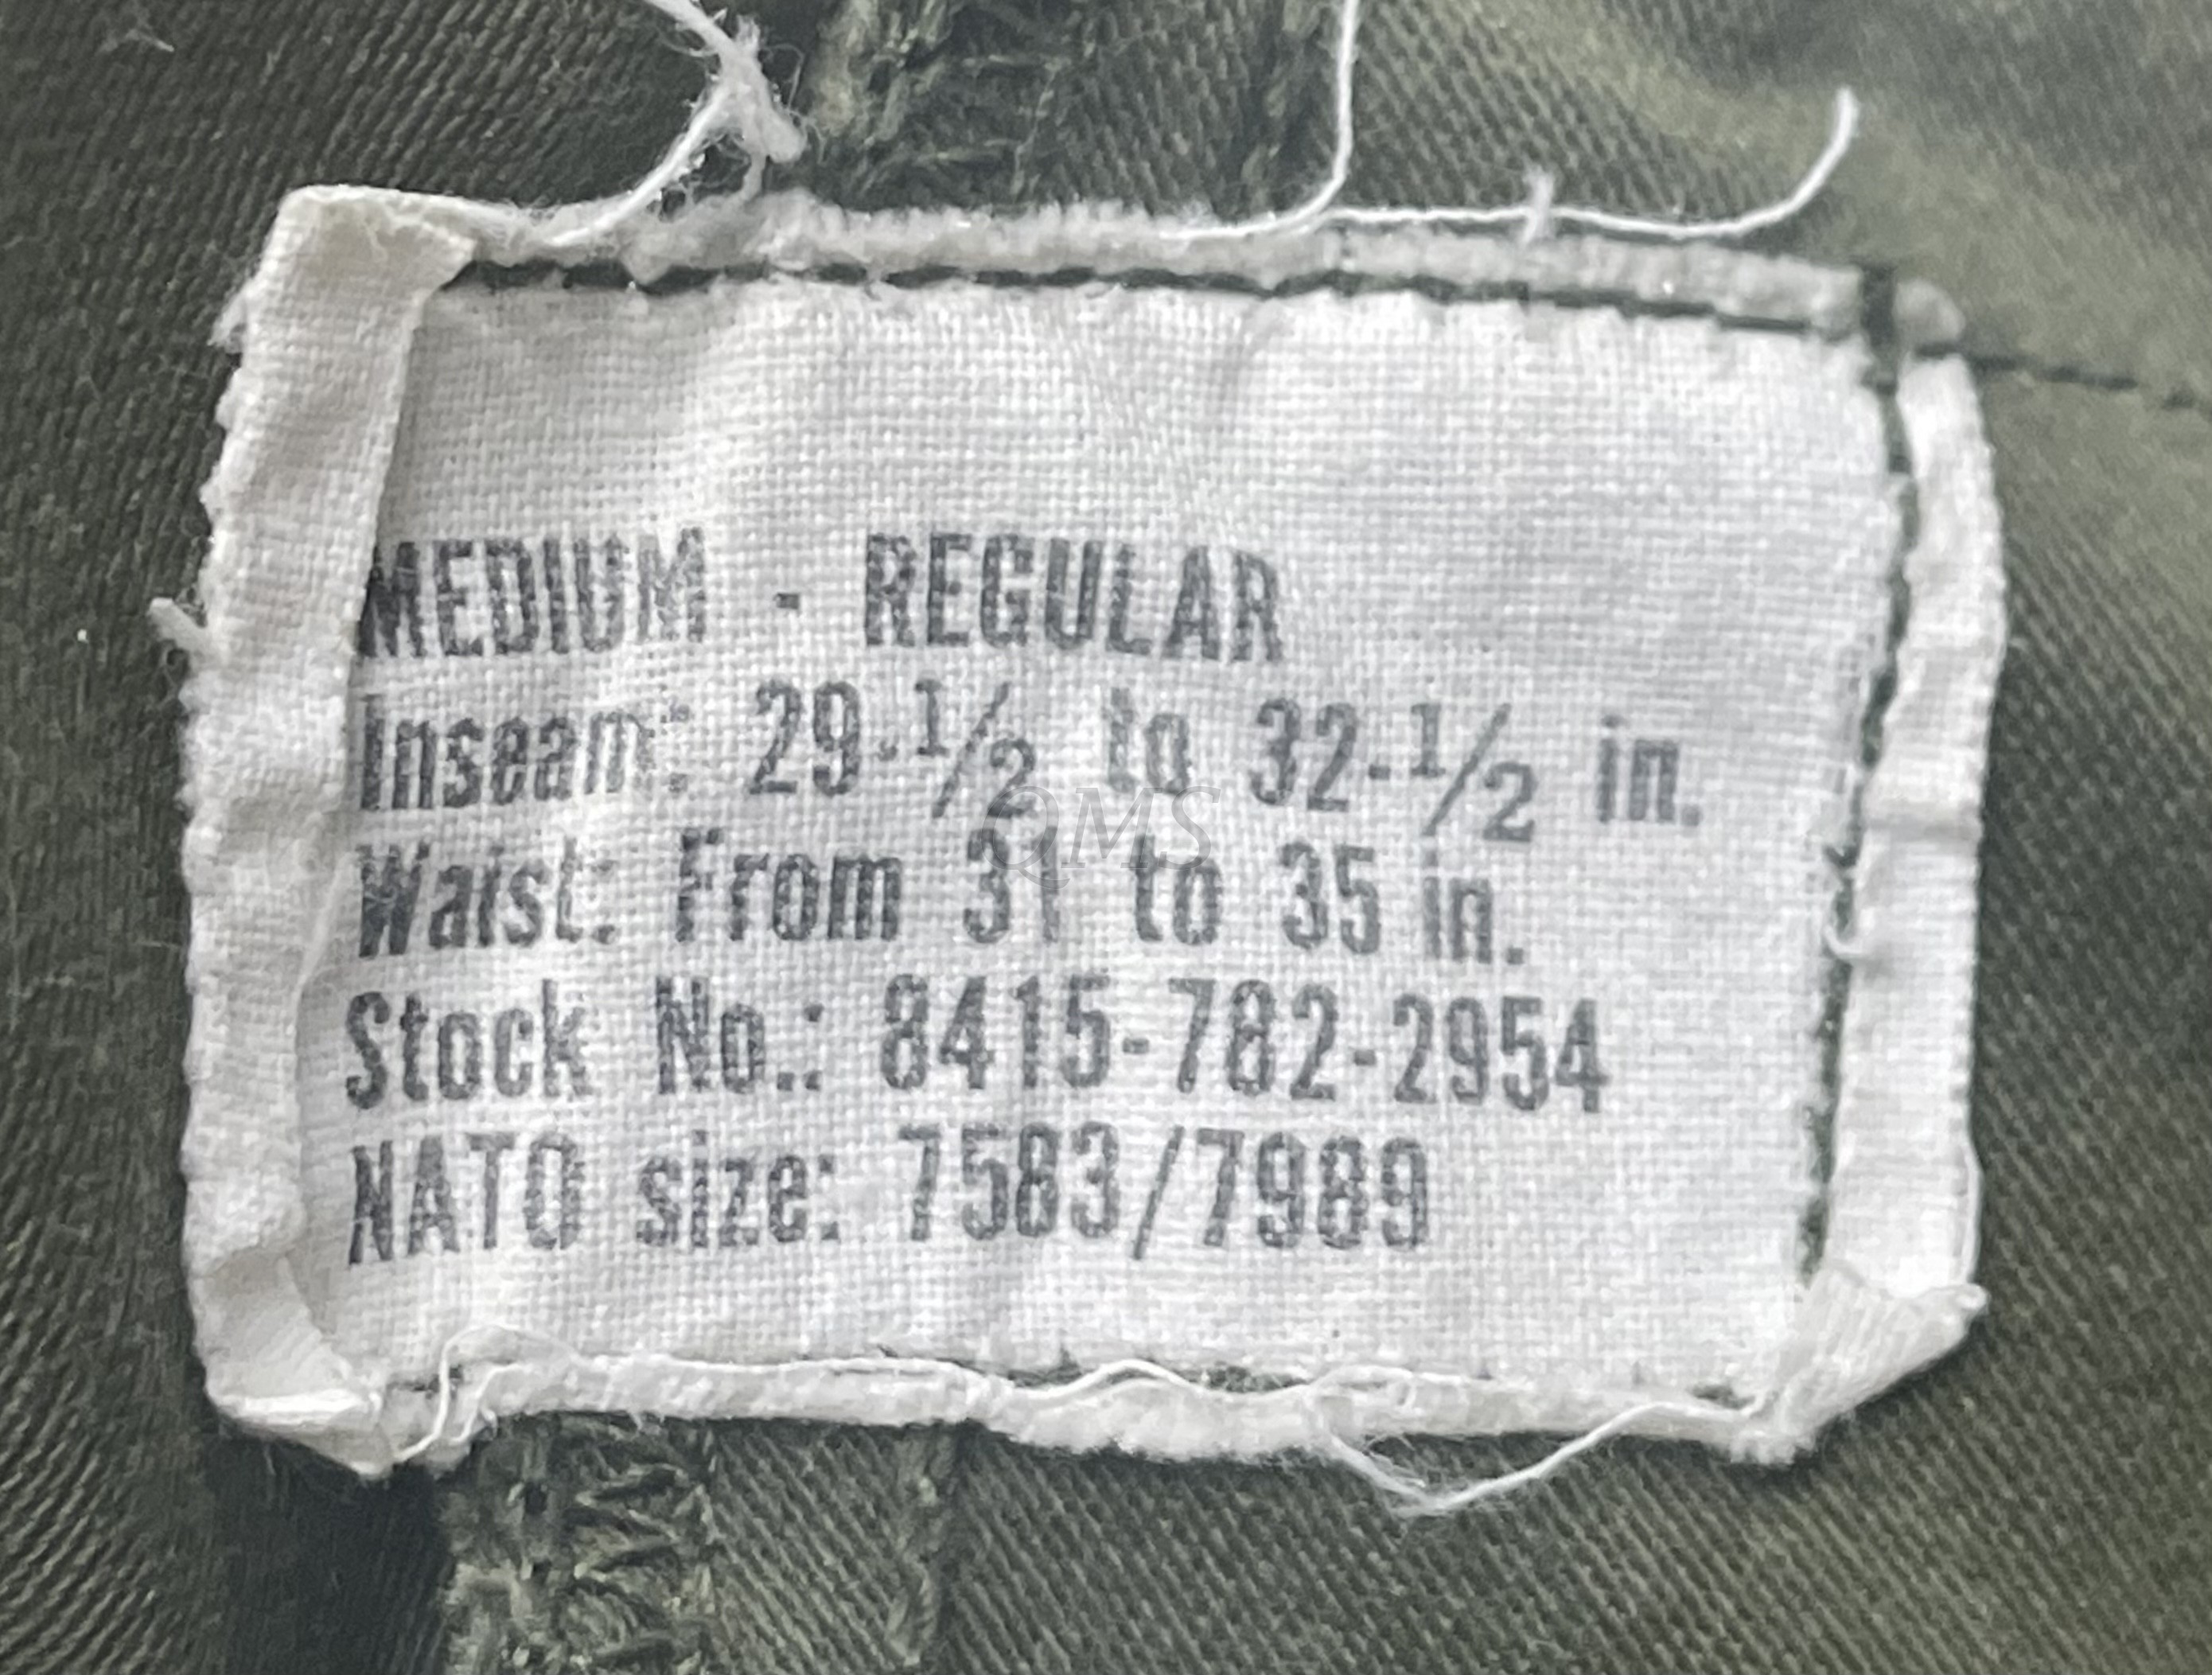 MEDIUM - REGULAR
Inseam: 29-1/2 to 32-1/2 in.
Waist: From 31 to 35 in.
Stock No.: 8415-782-2954
NATO size: 7583/7989
QMS